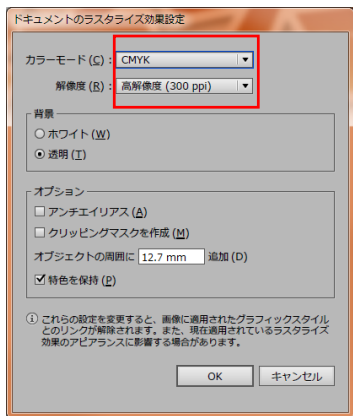 ドキュメントのラスタライズ効果設定
カラーモード (C): CMYK
解像度 (R): 高解像度 (300 ppi)
背景
ホワイト (W)
透明 (T)
オプション
アンチエイリアス (A)
クリッピングマスクを作成 (M)
オブジェクトの周囲に 12.7 mm 追加 (D)
特色を保持 (P)
これらの設定を変更すると、画像に適用されたグラフィックスタイル
とのリンクが解除されます。また、現在適用されているラスタライズ
効果のアピアランスに影響する場合があります。
OK キャンセル